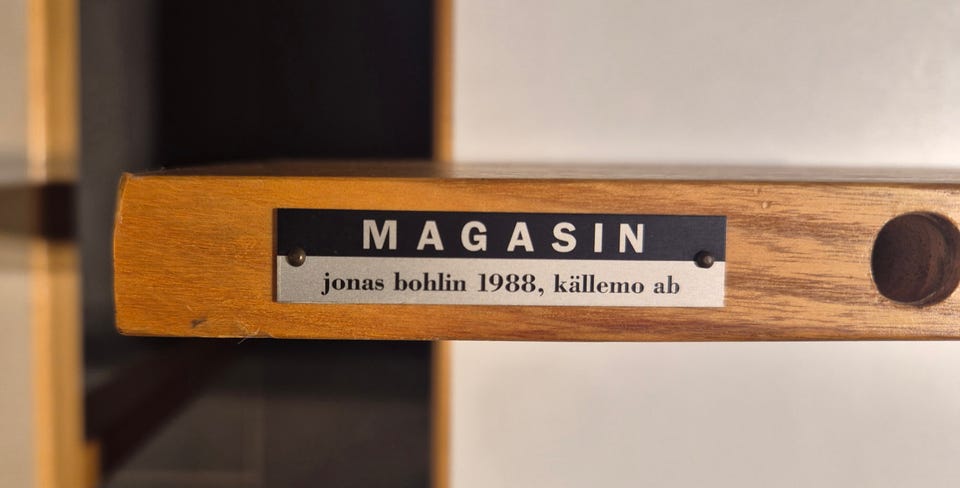 MAGASIN
jonas bohlin 1988, källemo ab